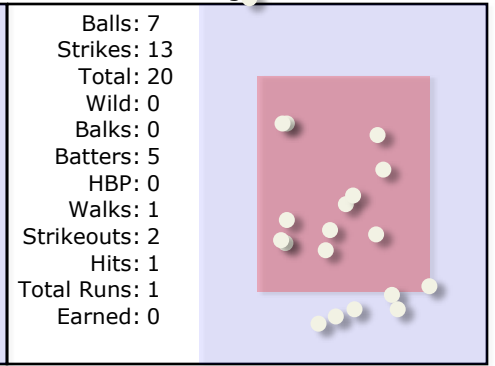 Balls: 7
Strikes: 13
Total: 20
Wild: 0
Balks: 0
Batters: 5
HBP: 0
Walks: 1
Strikeouts: 2
Hits: 1
Total Runs: 1
Earned: 0